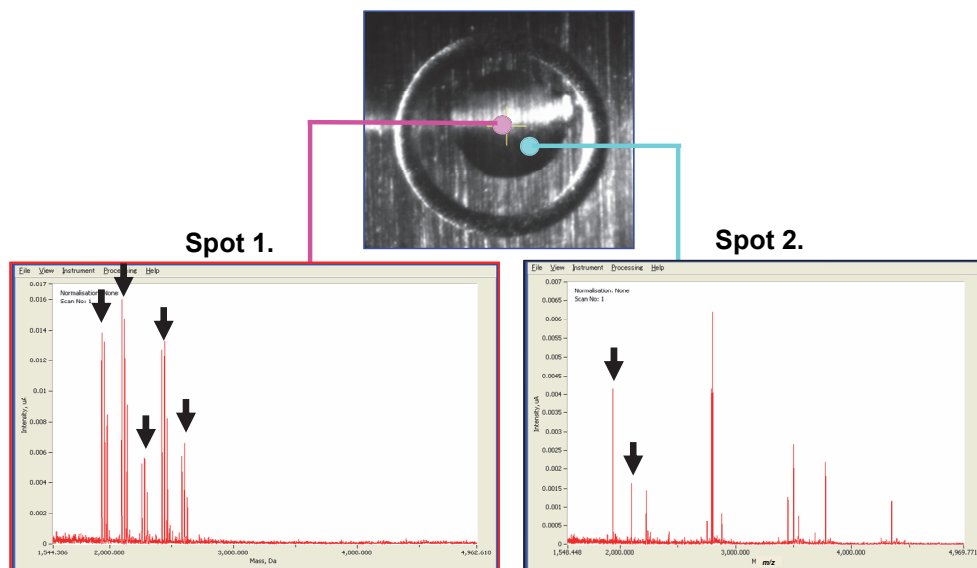 Spot 1.
Spot 2.
File View Instrument Processing Help
Normalisation: None
Scan No: 1
0.017
0.016
0.014
0.012
0.01
0.008
0.006
0.004
0.002
0
Intensity, uA
1,544.306 2,000.000 3,000.000 4,000.000 4,962.610
Mass, Da
File View Instrument Processing Help
Normalisation: None
Scan No: 1
0.007
0.0065
0.006
0.0055
0.005
0.0045
0.004
0.0035
0.003
0.0025
0.002
0.0015
0.001
0.0005
0
Intensity, uA
1,548.448 2,000.000 3,000.000 4,000.000 4,969.771
M m/z